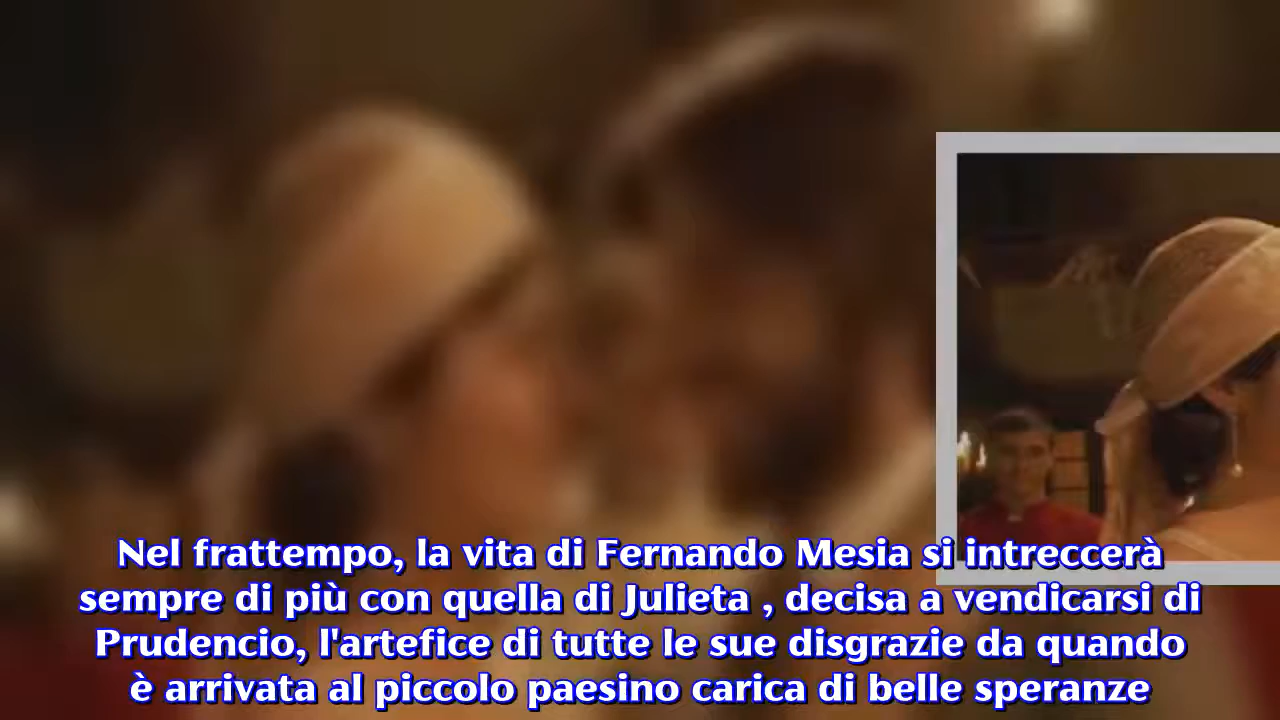 Nel frattempo, la vita di Fernando Mesia si intreccerà
sempre di più con quella di Julieta , decisa a vendicarsi di
Prudencio, l'artefice di tutte le sue disgrazie da quando
è arrivata al piccolo paesino carica di belle speranze